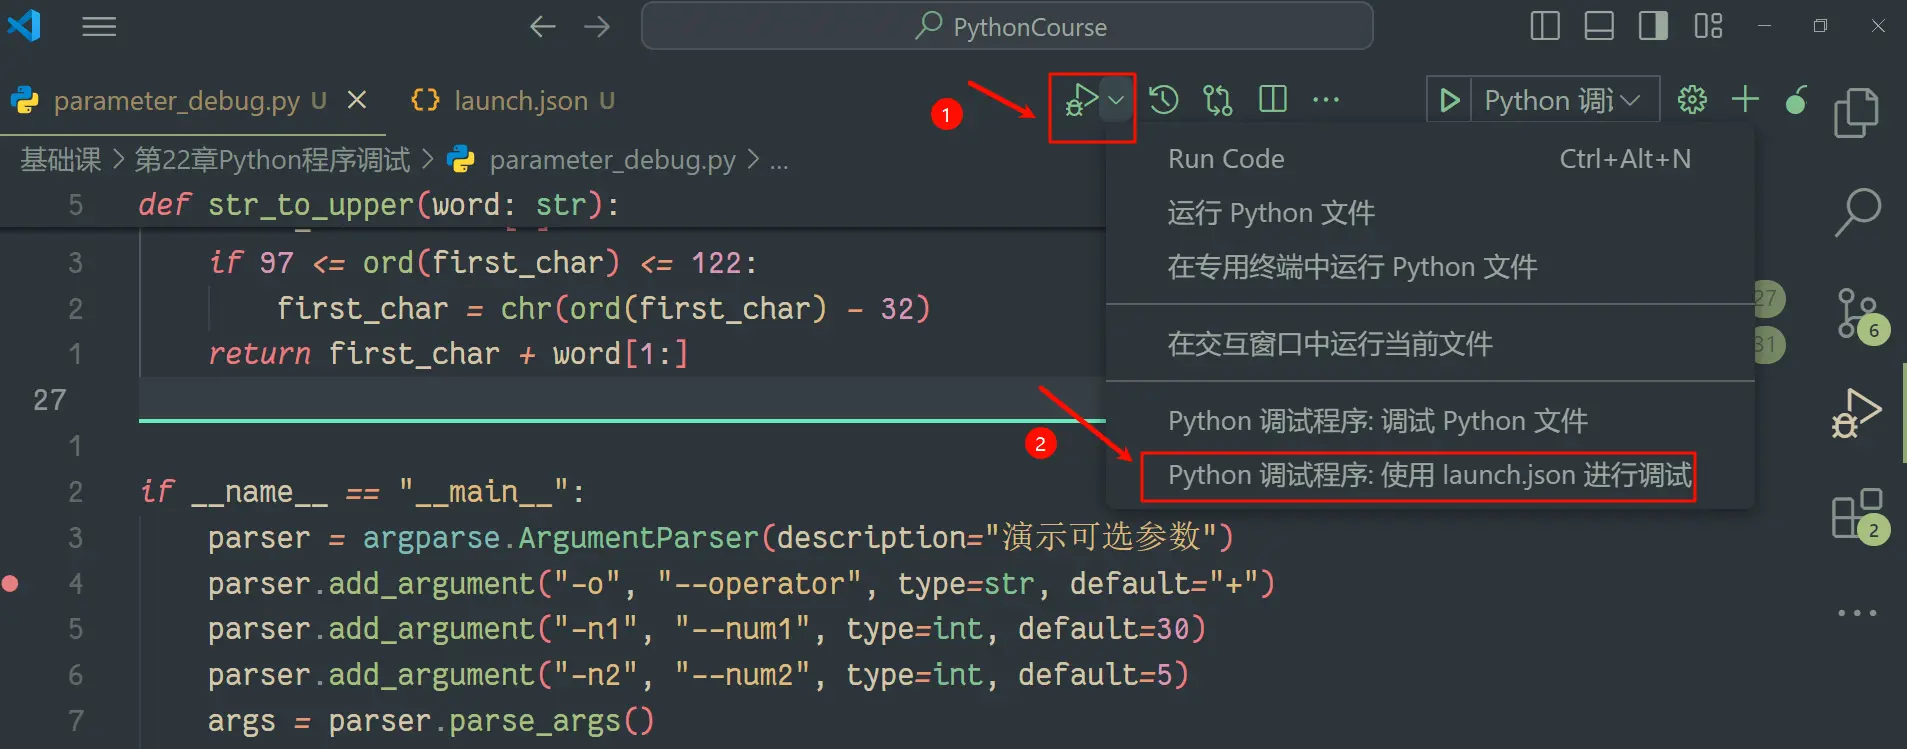 PythonCourse
parameter_debug.py U
launch.json U
Python 调
基础课 > 第22章Python程序调试 > parameter_debug.py > ...
1
Run Code Ctrl+Alt+N
运行 Python 文件
在专用终端中运行 Python 文件
在交互窗口中运行当前文件
Python 调试程序: 调试 Python 文件
2
Python 调试程序: 使用 launch.json 进行调试
5 def str_to_upper(word: str):
3 if 97 <= ord(first_char) <= 122:
2 first_char = chr(ord(first_char) - 32)
1 return first_char + word[1:]
27
1
2 if __name__ == "__main__":
3 parser = argparse.ArgumentParser(description="演示可选参数")
4 parser.add_argument("-o", "--operator", type=str, default="+")
5 parser.add_argument("-n1", "--num1", type=int, default=30)
6 parser.add_argument("-n2", "--num2", type=int, default=5)
7 args = parser.parse_args()
27
31
6
2